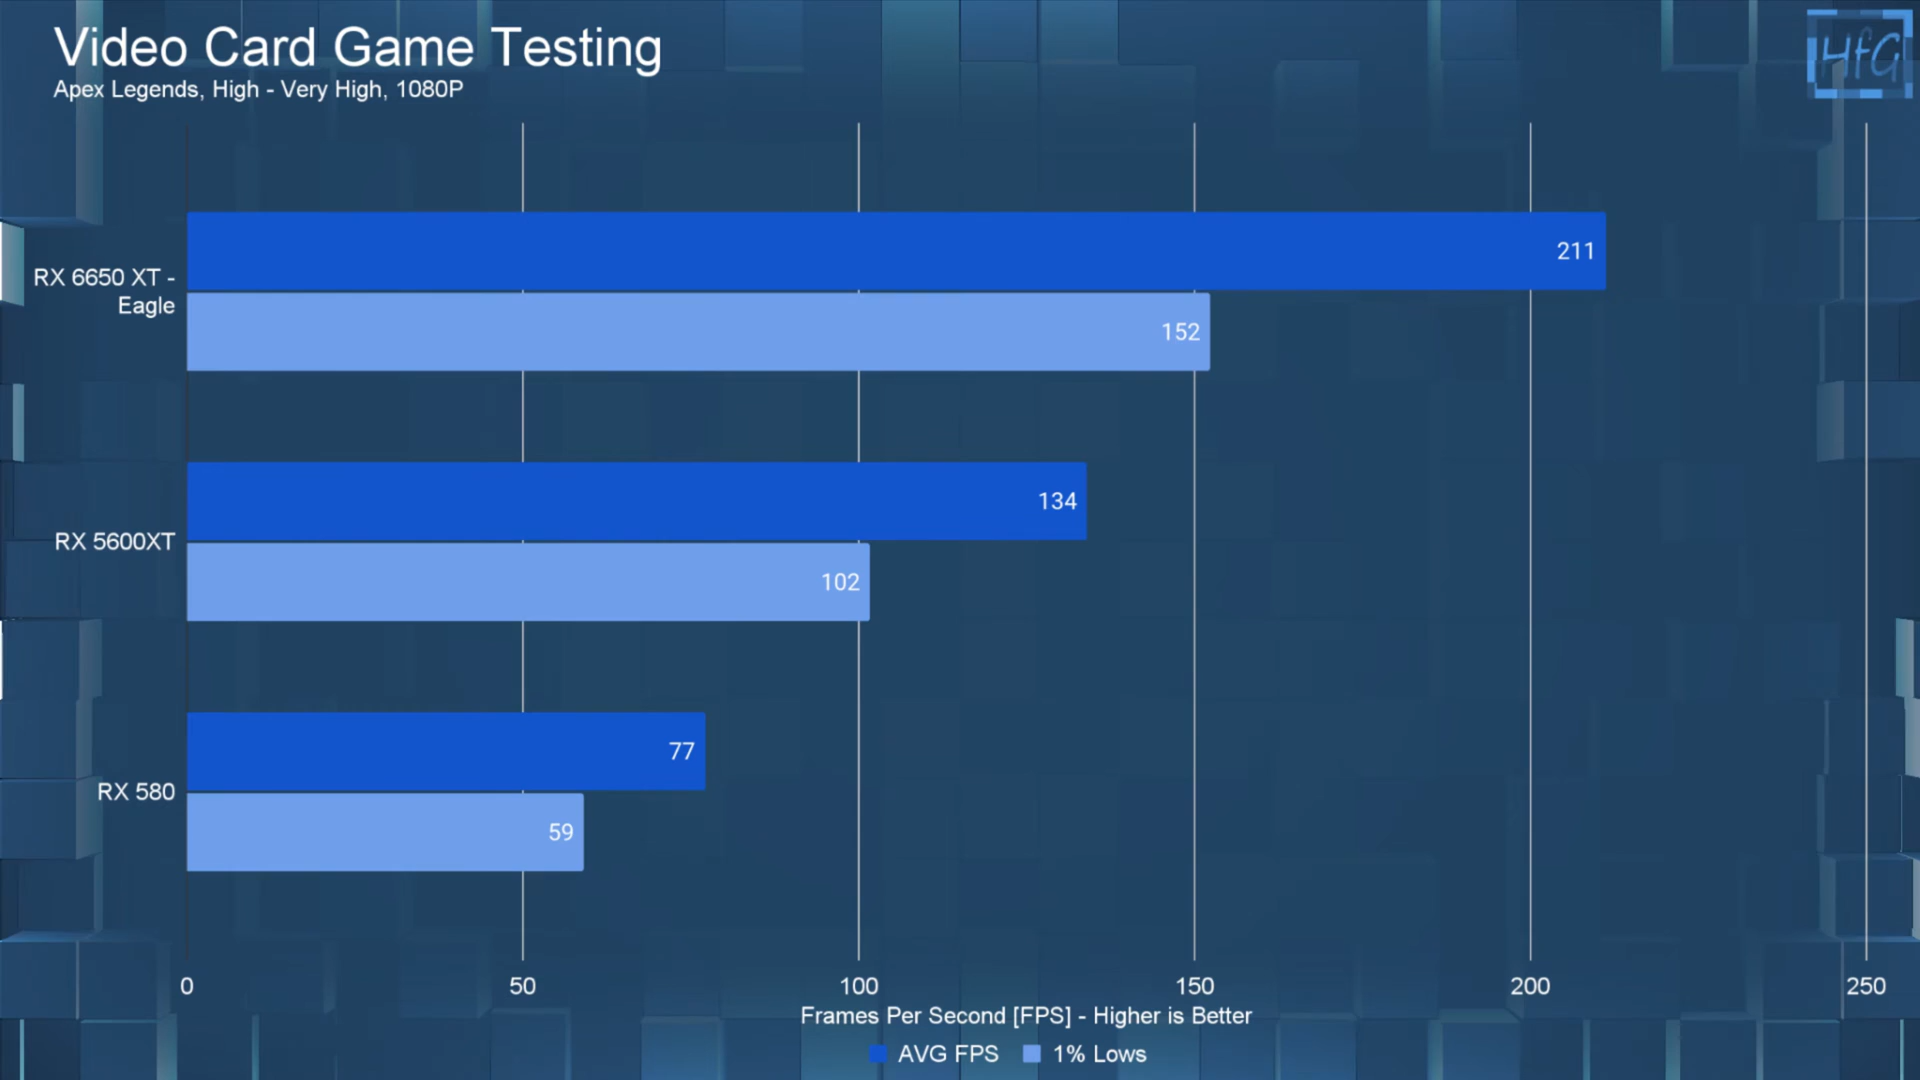 Video Card Game Testing
Apex Legends, High - Very High, 1080P
HfG
RX 6650 XT -
Eagle
211
152
RX 5600XT
134
102
RX 580
77
59
0 50 100 150 200 250
Frames Per Second [FPS] - Higher is Better
AVG FPS 1% Lows